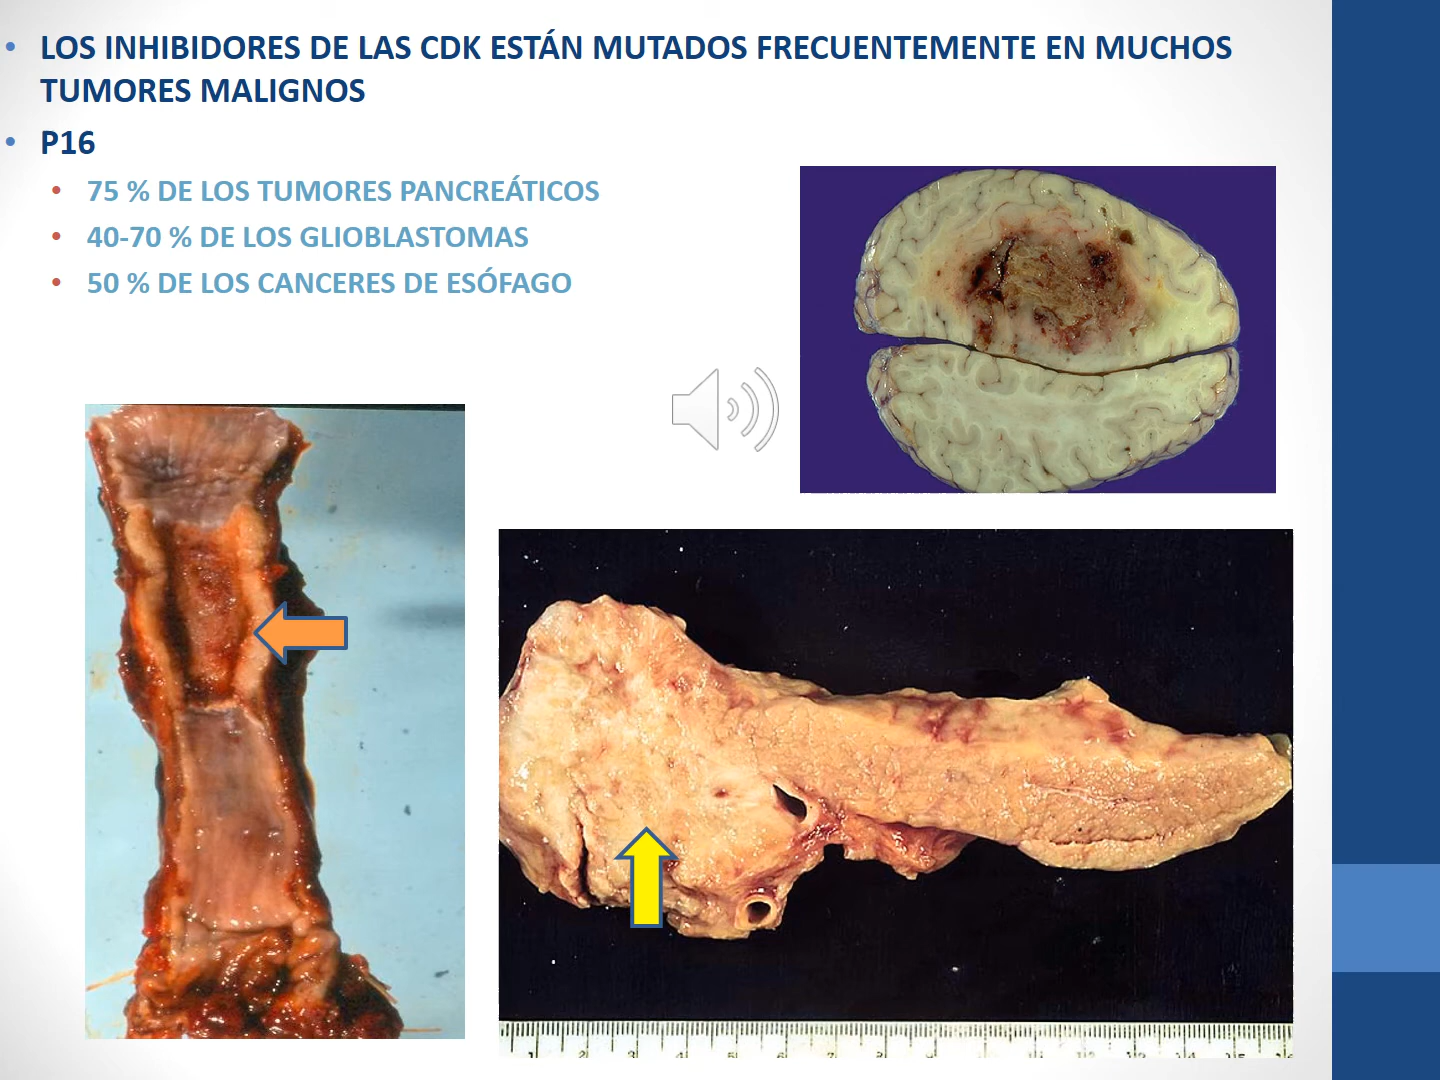 LOS INHIBIDORES DE LAS CDK ESTÁN MUTADOS FRECUENTEMENTE EN MUCHOS
TUMORES MALIGNOS
P16
75 % DE LOS TUMORES PANCREÁTICOS
40-70 % DE LOS GLIOBLASTOMAS
50 % DE LOS CANCERES DE ESÓFAGO